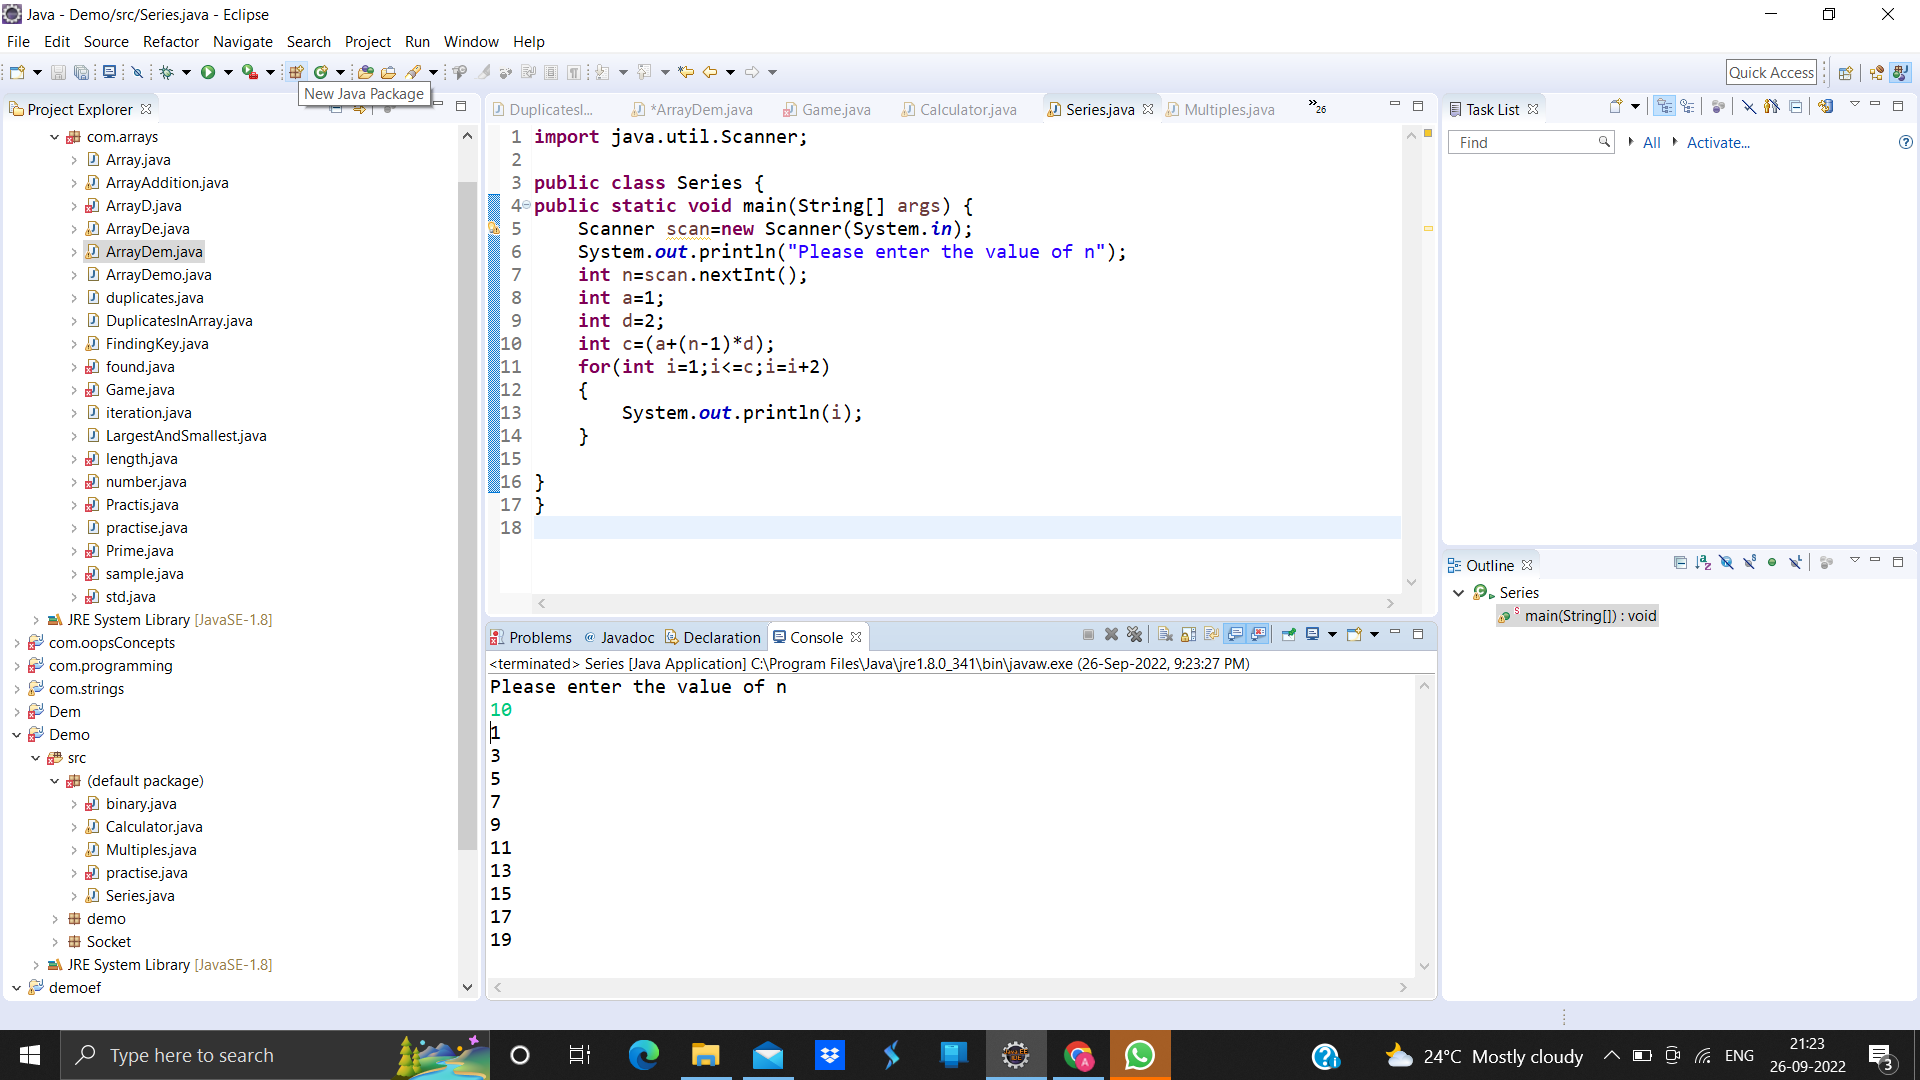 Java - Demo/src/Series.java - Eclipse
File Edit Source Refactor Navigate Search Project Run Window Help
Quick Access
New Java Package
Project Explorer
com.arrays
Array.java
ArrayAddition.java
ArrayD.java
ArrayDe.java
ArrayDem.java
ArrayDemo.java
duplicates.java
DuplicatesInArray.java
FindingKey.java
found.java
Game.java
iteration.java
LargestAndSmallest.java
length.java
number.java
Practis.java
practise.java
Prime.java
sample.java
std.java
JRE System Library [JavaSE-1.8]
com.oopsConcepts
com.programming
com.strings
Dem
Demo
src
(default package)
binary.java
Calculator.java
Multiples.java
practise.java
Series.java
demo
Socket
JRE System Library [JavaSE-1.8]
demoef
DuplicatesI... *ArrayDem.java Game.java Calculator.java Series.java Multiples.java »26
1 import java.util.Scanner;
2
3 public class Series {
4 public static void main(String[] args) {
5 Scanner scan=new Scanner(System.in);
6 System.out.println("Please enter the value of n");
7 int n=scan.nextInt();
8 int a=1;
9 int d=2;
10 int c=(a+(n-1)*d);
11 for(int i=1;i<=c;i=i+2)
12 {
13 System.out.println(i);
14 }
15
16 }
17 }
18
Problems @ Javadoc Declaration Console
<terminated> Series [Java Application] C:\Program Files\Java\jre1.8.0_341\bin\javaw.exe (26-Sep-2022, 9:23:27 PM)
Please enter the value of n
10
1
3
5
7
9
11
13
15
17
19
Task List
Find All Activate...
Outline
Series
main(String[]) : void
Type here to search
24°C Mostly cloudy
ENG
21:23
26-09-2022
3